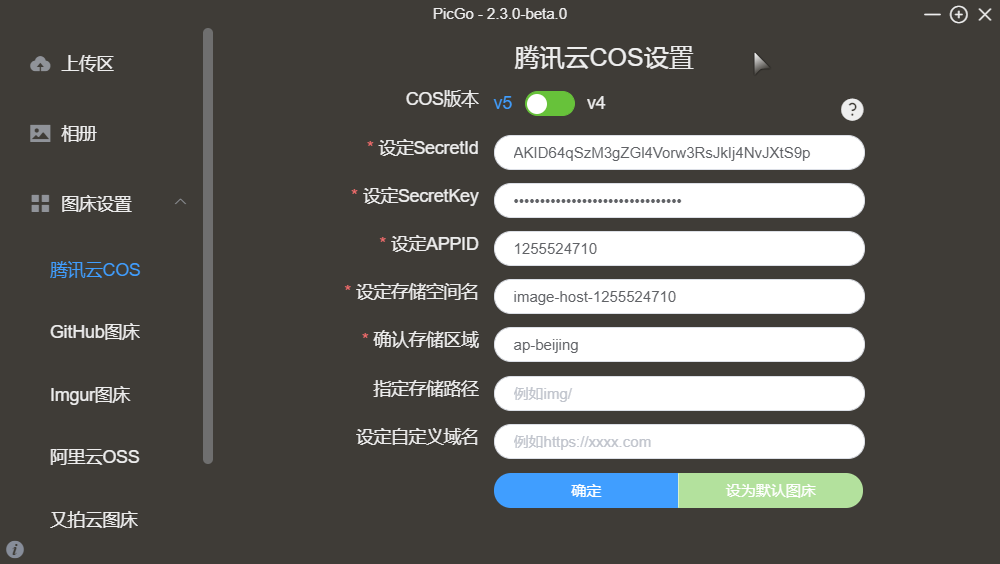 PicGo - 2.3.0-beta.0
上传区
相册
图床设置
腾讯云COS
GitHub图床
Imgur图床
阿里云OSS
又拍云图床
腾讯云COS设置
COS版本 v5 v4
?
* 设定SecretId AKID64qSzM3gZGl4Vorw3RsJklj4NvJXtS9p
* 设定SecretKey ••••••••••••••••••••••••••••••••
* 设定APPID 1255524710
* 设定存储空间名 image-host-1255524710
* 确认存储区域 ap-beijing
指定存储路径 例如img/
设定自定义域名 例如https://xxxx.com
确定 设为默认图床